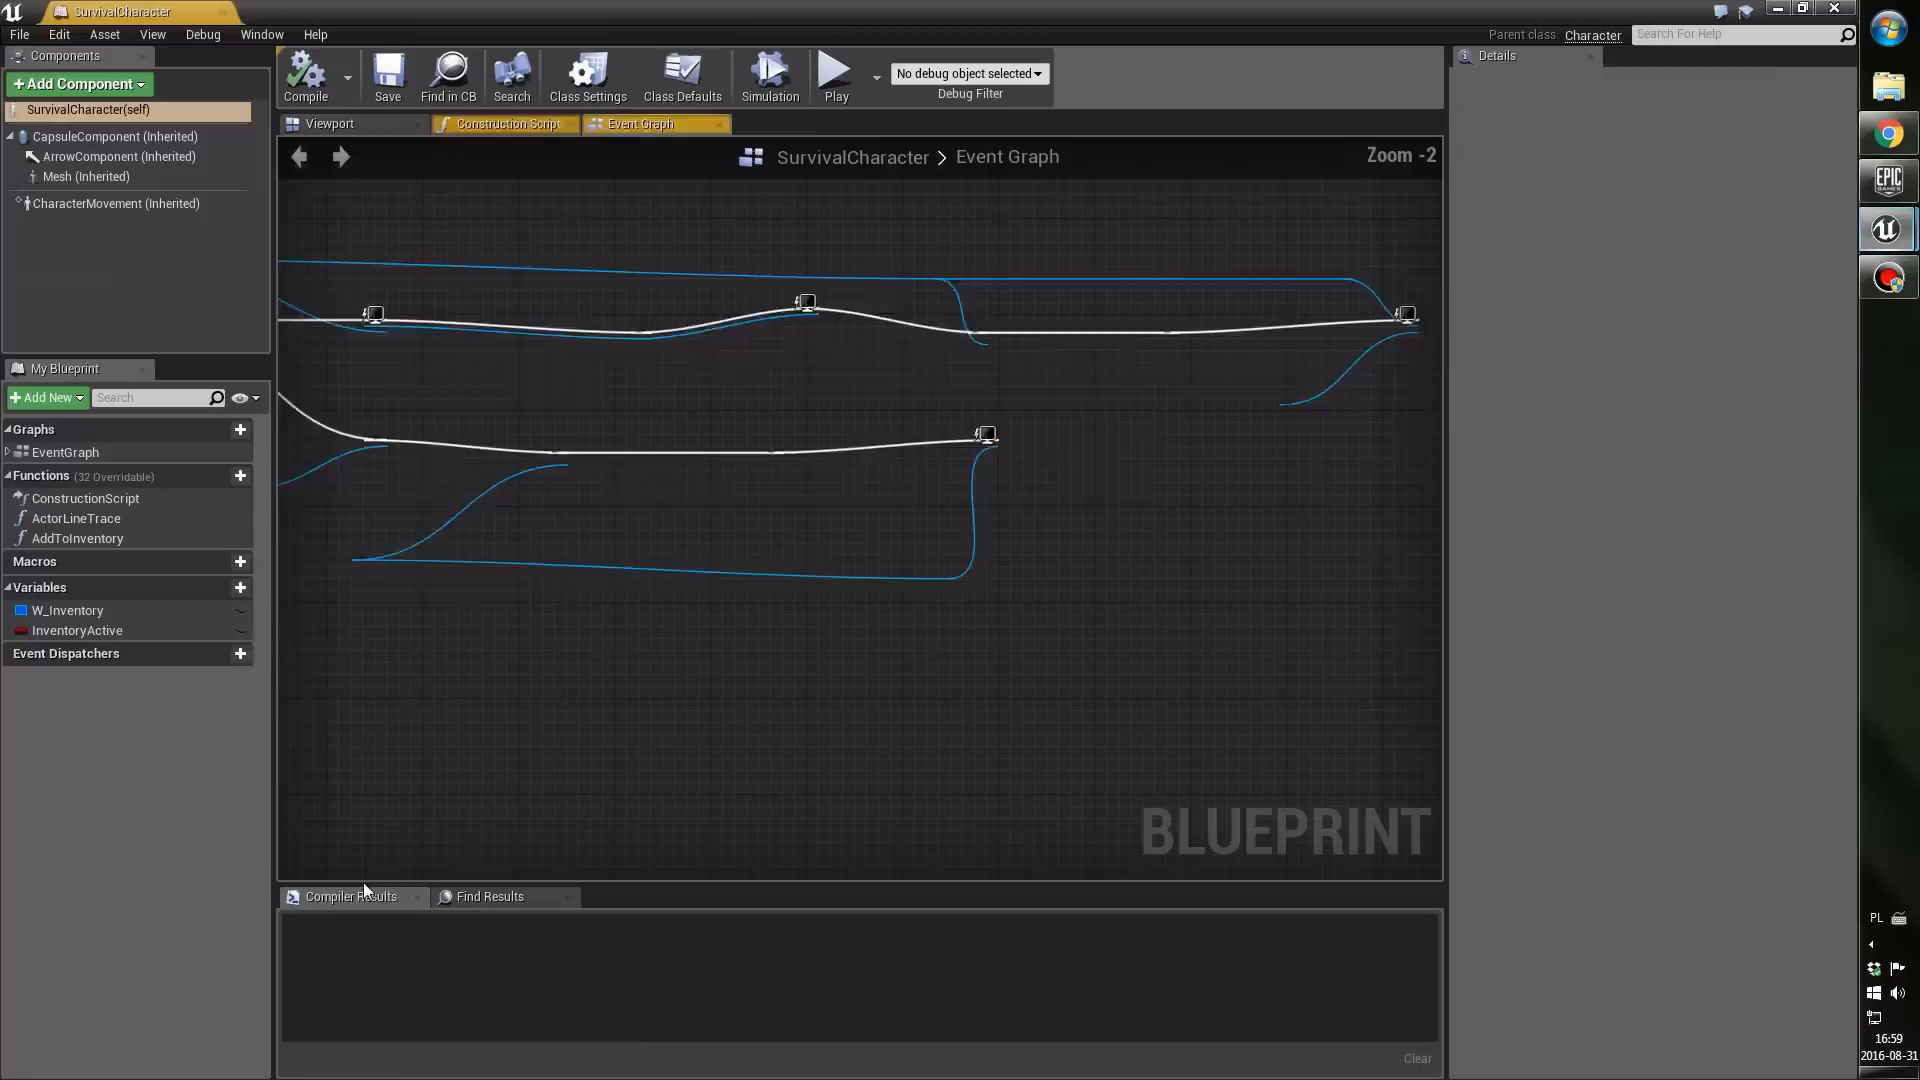 SurvivalCharacter
File Edit Asset View Debug Window Help
Parent class: Character Search For Help
Components
+Add Component
SurvivalCharacter(self)
CapsuleComponent (Inherited)
ArrowComponent (Inherited)
Mesh (Inherited)
CharacterMovement (Inherited)
My Blueprint
+Add New Search
Graphs
EventGraph
Functions (32 Overridable)
ConstructionScript
ActorLineTrace
AddToInventory
Macros
Variables
W_Inventory
InventoryActive
Event Dispatchers
Compile Save Find in CB Search Class Settings Class Defaults Simulation Play
No debug object selected
Debug Filter
Viewport Construction Script Event Graph
SurvivalCharacter > Event Graph
Zoom -2
BLUEPRINT
Compiler Results Find Results
Clear
Details
EPIC
GAMES
PL
16:59
2016-08-31